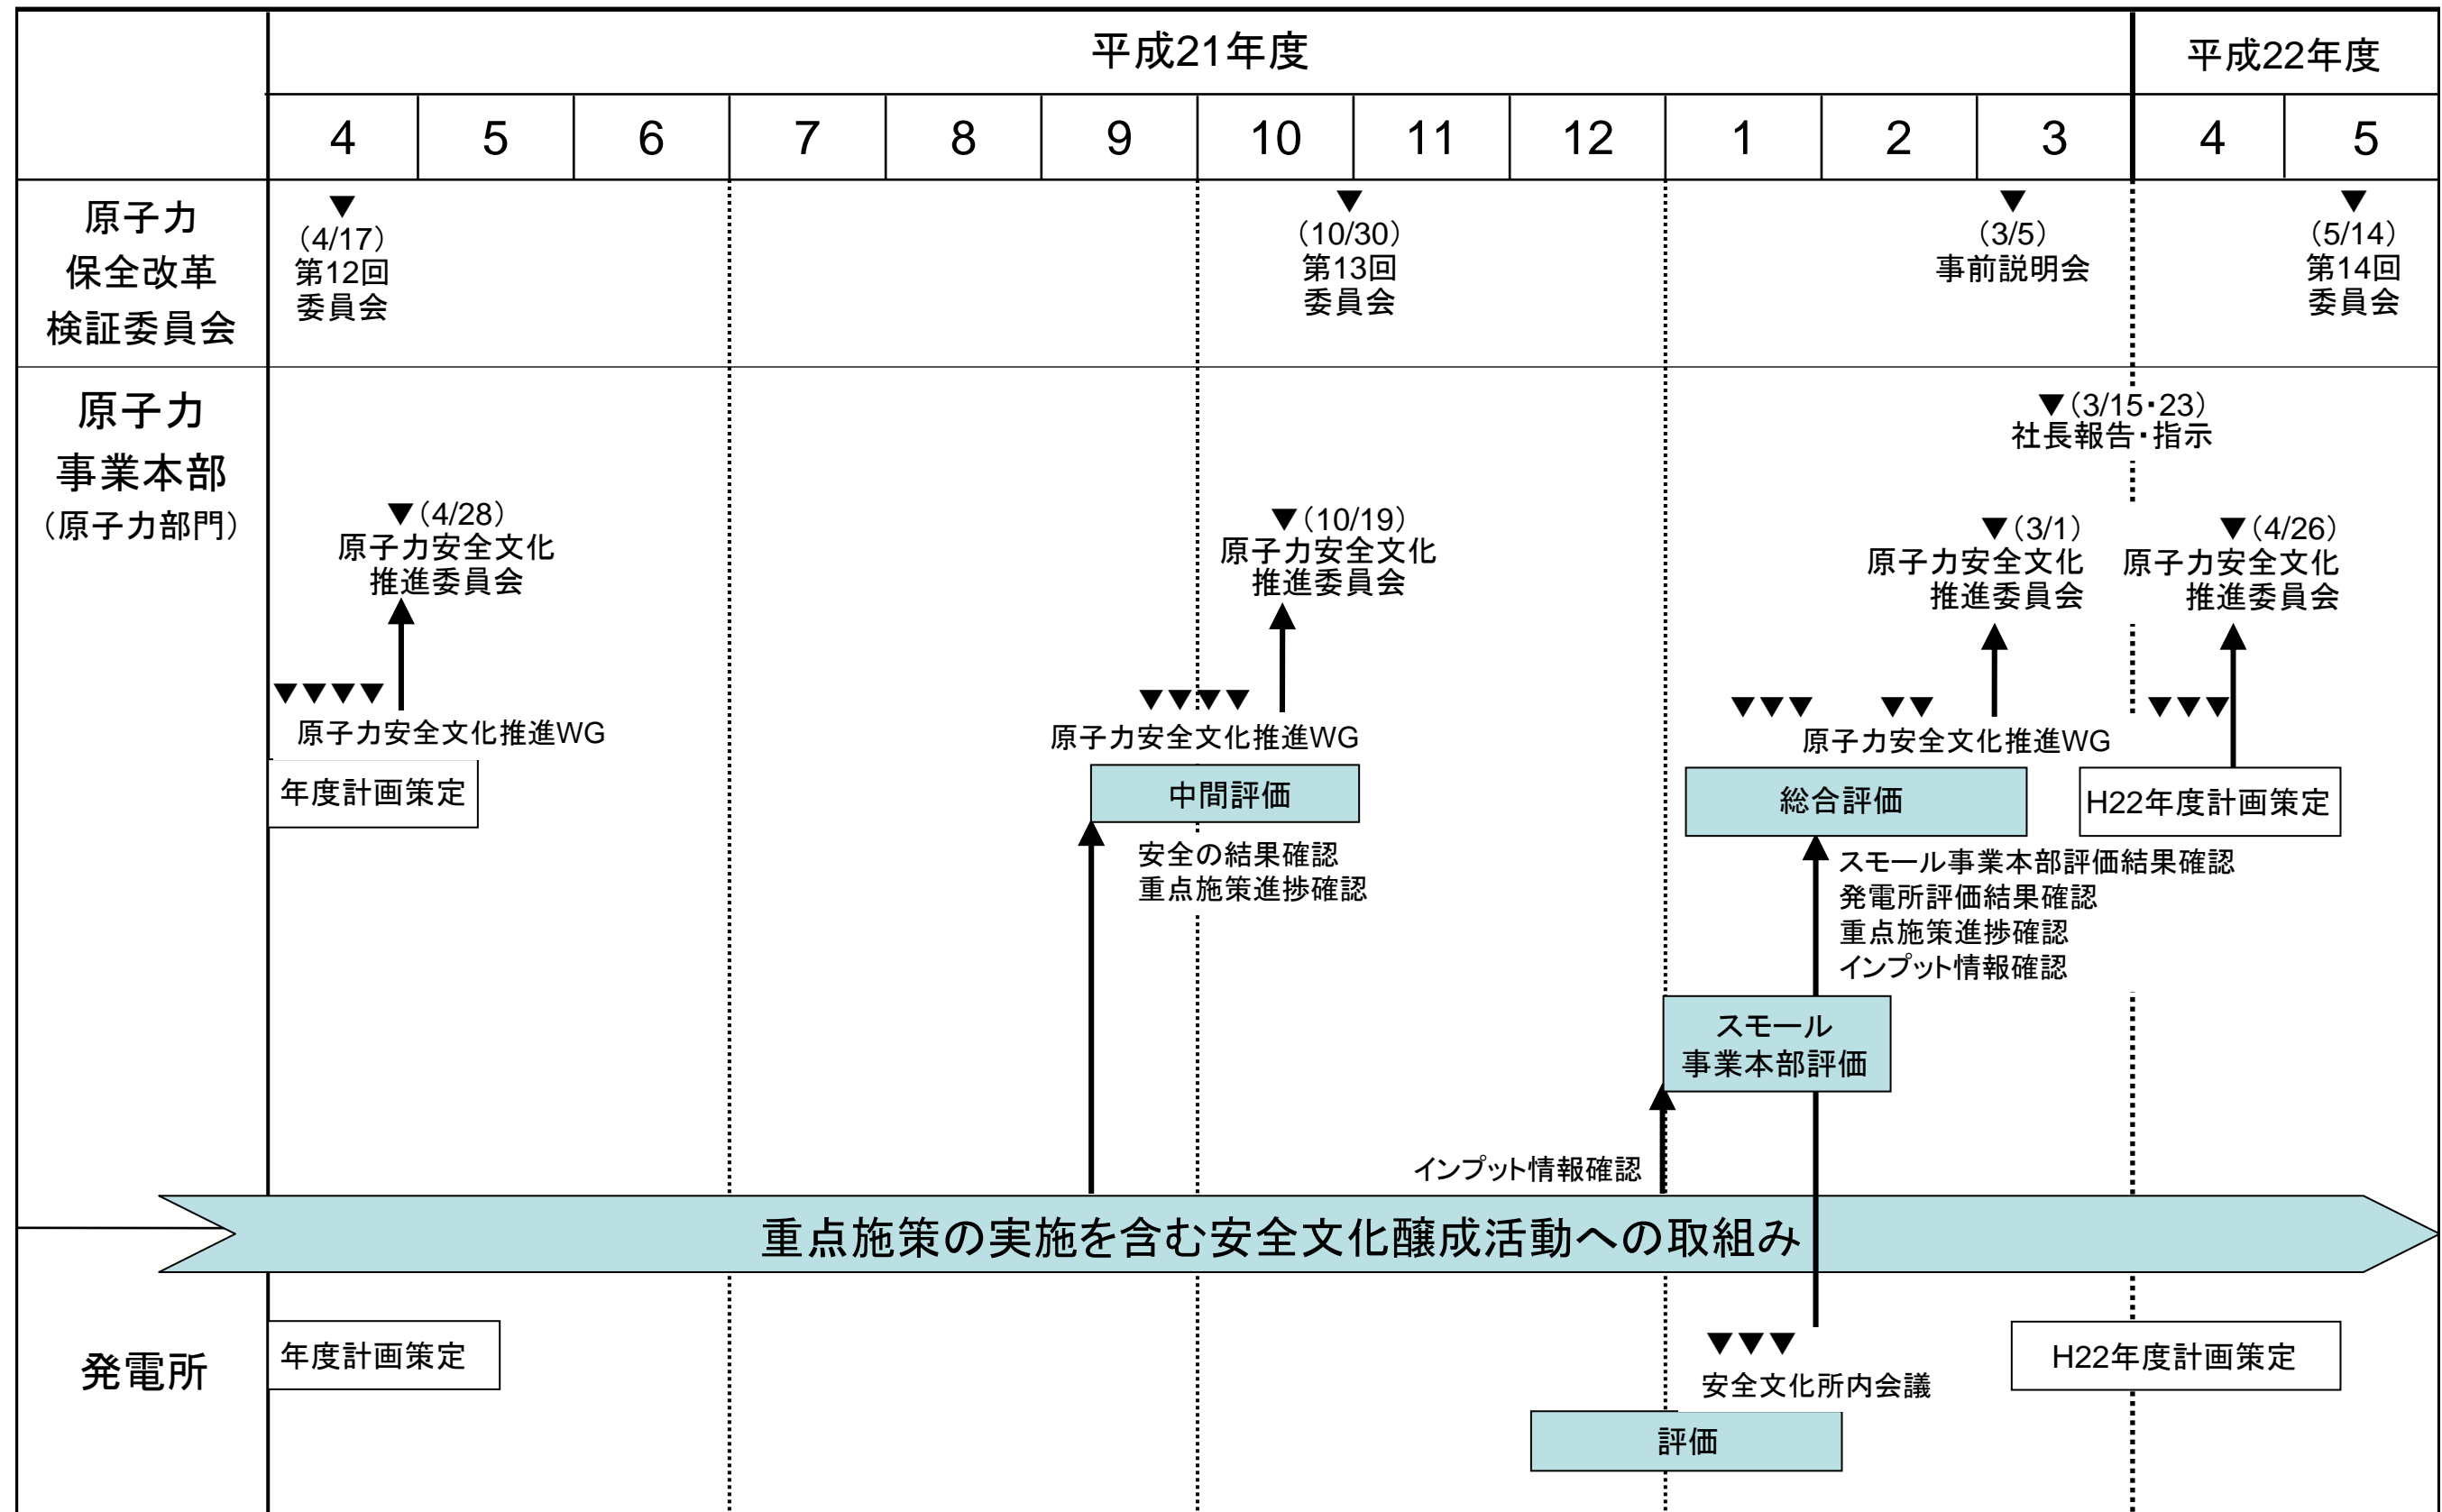 平成21年度
平成22年度
4 5 6 7 8 9 10 11 12 1 2 3 4 5
原子力
保全改革
検証委員会
▼
(4/17)
第12回
委員会
▼
(10/30)
第13回
委員会
▼
(3/5)
事前説明会
▼
(5/14)
第14回
委員会
原子力
事業本部
(原子力部門)
▼(3/15・23)
社長報告・指示
▼(4/28)
原子力安全文化
推進委員会
▼(10/19)
原子力安全文化
推進委員会
▼(3/1)
原子力安全文化
推進委員会
▼(4/26)
原子力安全文化
推進委員会
▼▼▼▼
原子力安全文化推進WG
▼▼▼▼
原子力安全文化推進WG
▼▼▼ ▼▼
原子力安全文化推進WG
▼▼▼
年度計画策定
中間評価
総合評価
H22年度計画策定
安全の結果確認
重点施策進捗確認
スモール事業本部評価結果確認
発電所評価結果確認
重点施策進捗確認
インプット情報確認
スモール
事業本部評価
インプット情報確認
重点施策の実施を含む安全文化醸成活動への取組み
発電所
年度計画策定
▼▼▼
安全文化所内会議
評価
H22年度計画策定